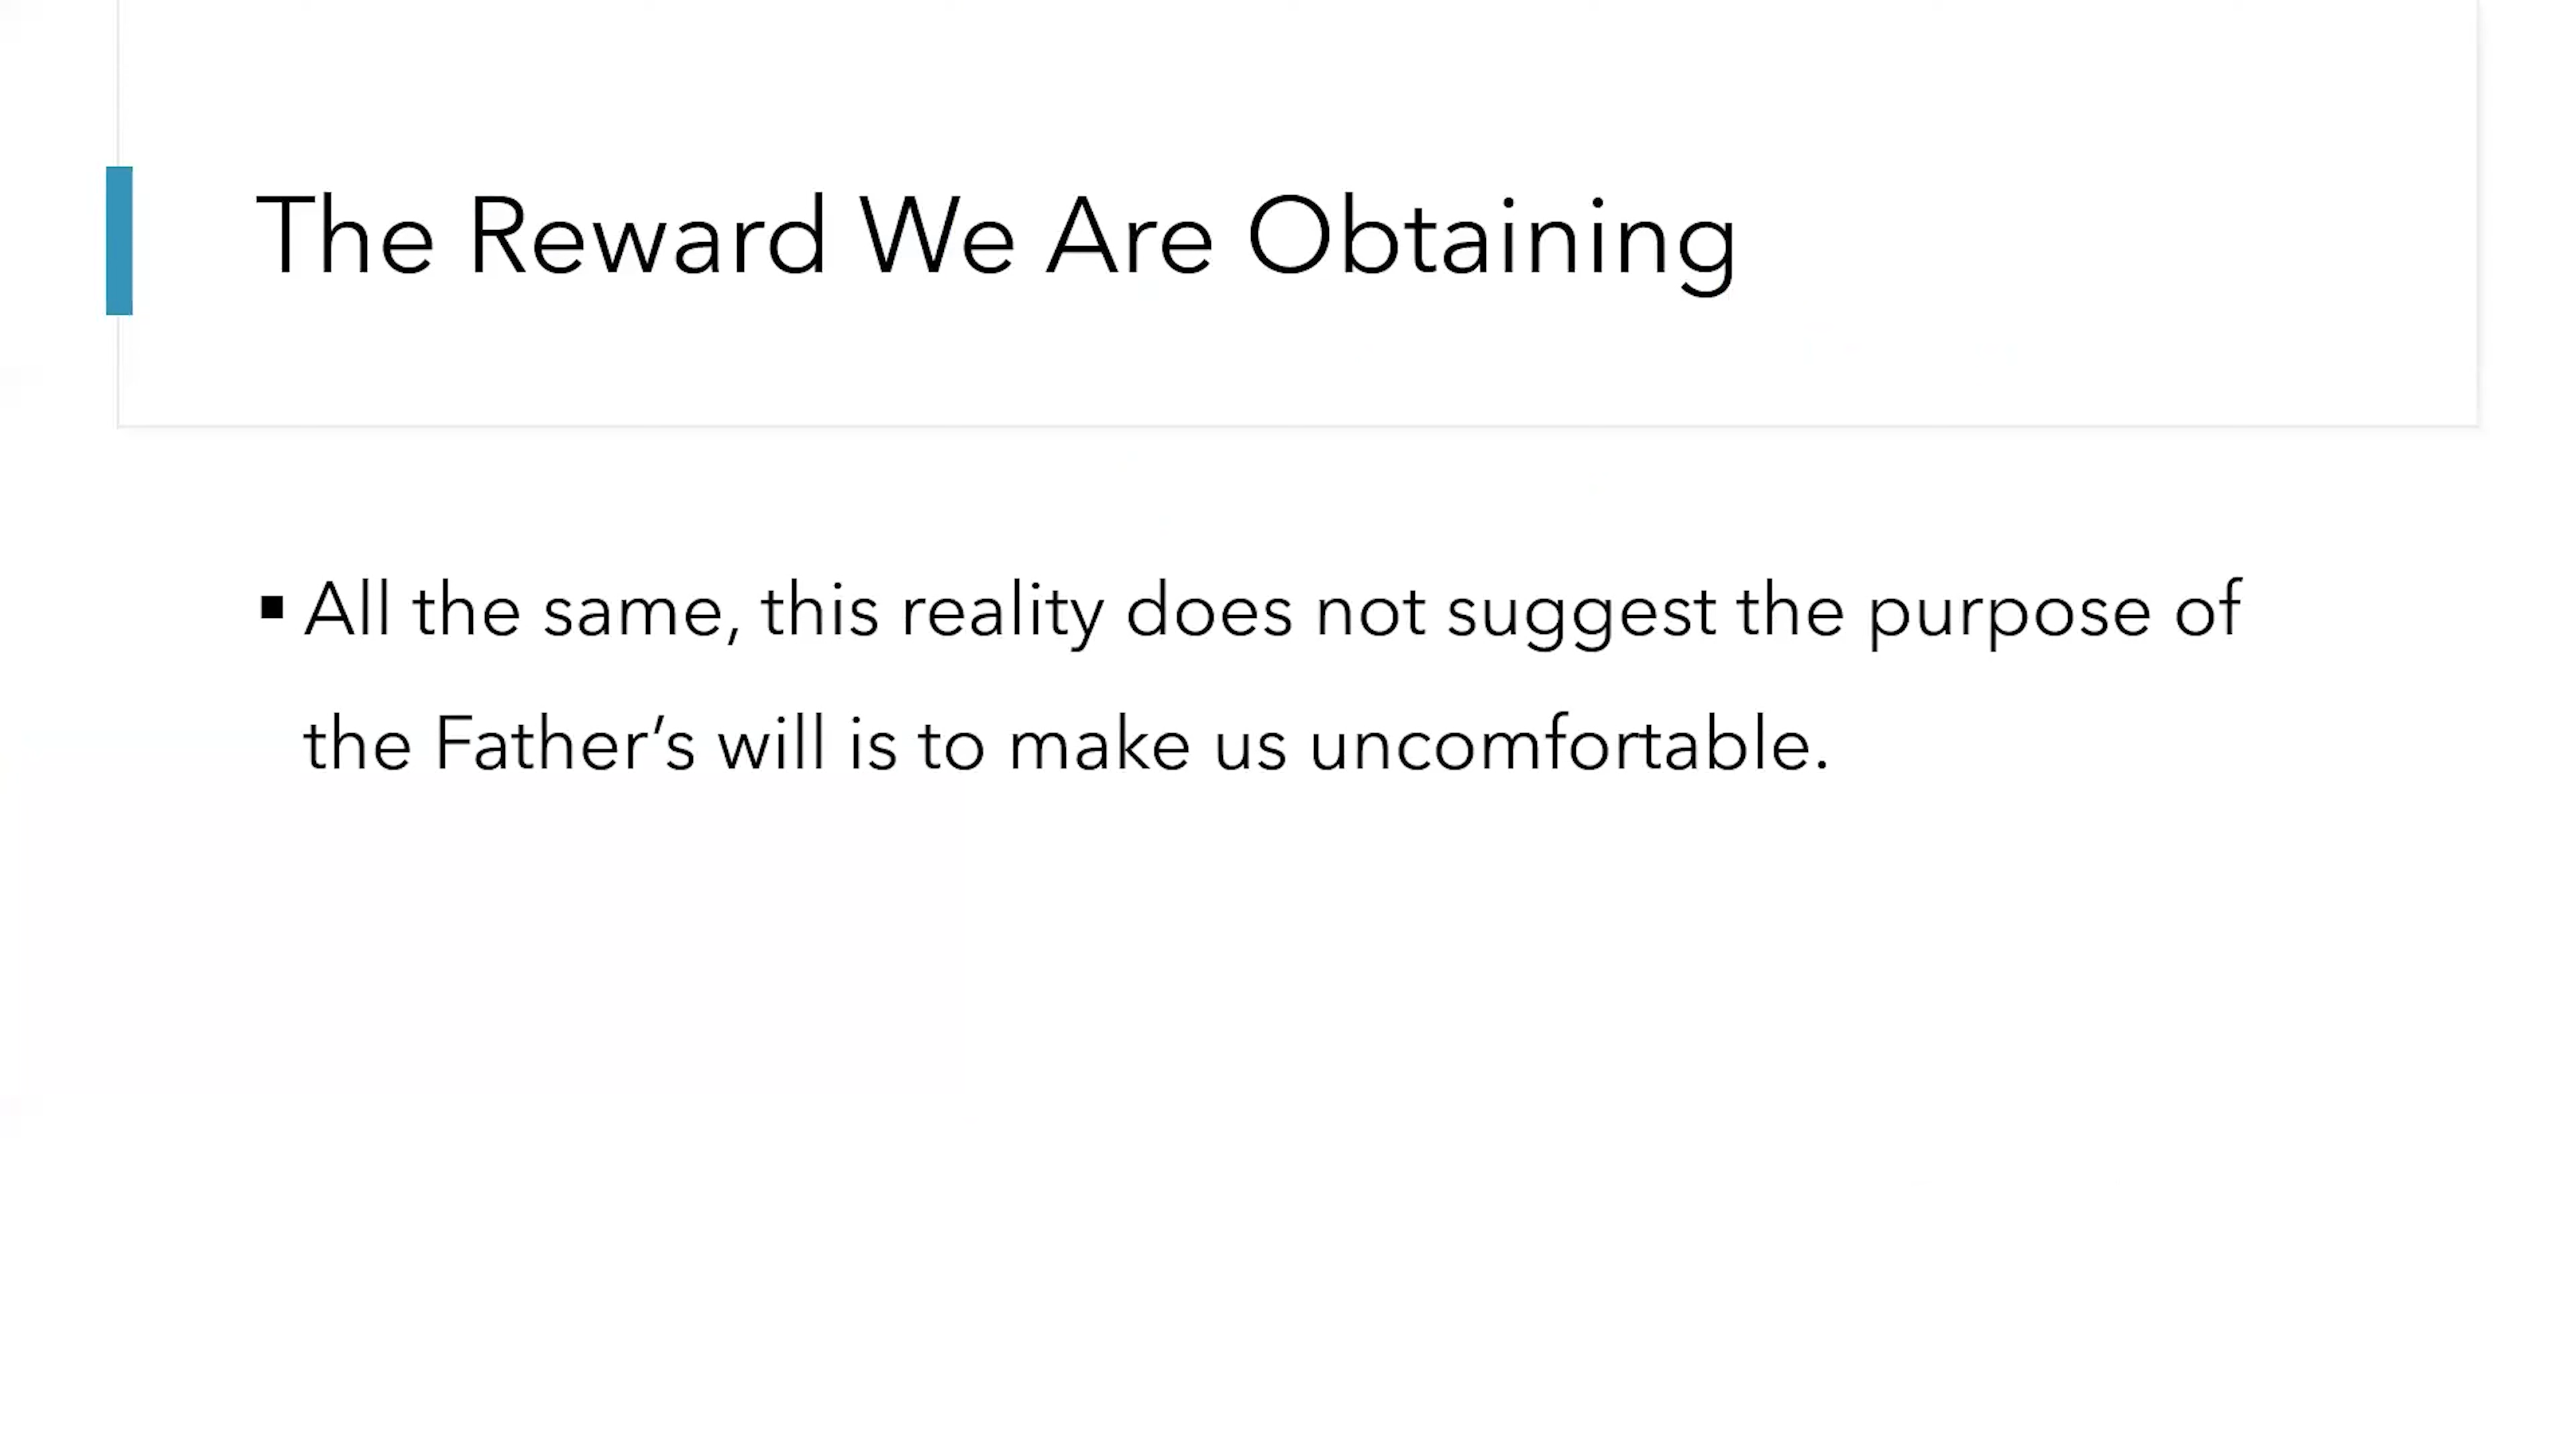 The Reward We Are Obtaining
▪ All the same, this reality does not suggest the purpose of
the Father’s will is to make us uncomfortable.